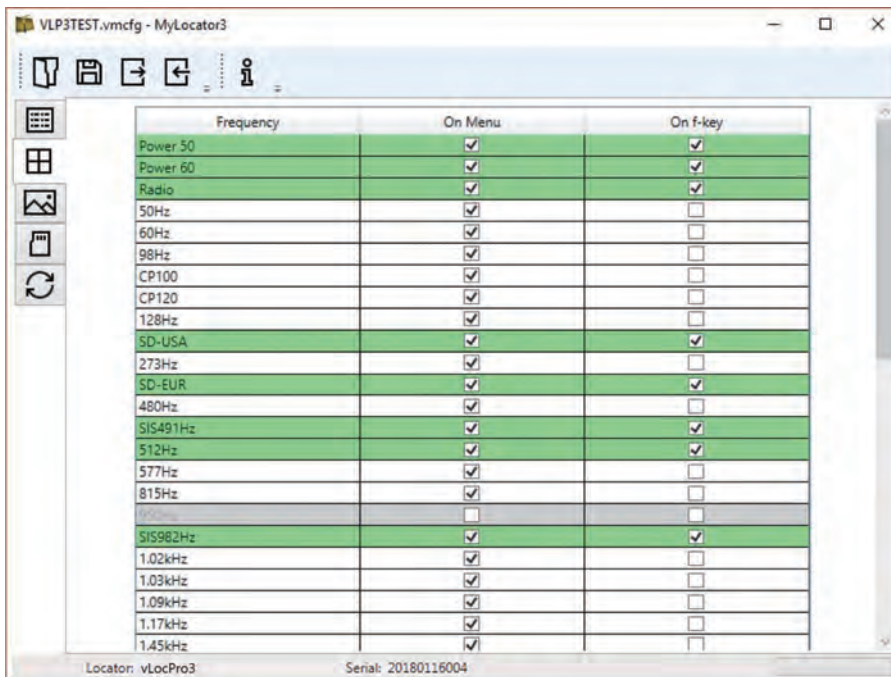 VLP3TEST.vmcfg - MyLocator3
Frequency On Menu On f-key
Power 50
Power 60
Radio
50Hz
60Hz
98Hz
CP100
CP120
128Hz
SD-USA
273Hz
SD-EUR
480Hz
SIS491Hz
512Hz
577Hz
815Hz
SIS982Hz
1.02kHz
1.03kHz
1.09kHz
1.17kHz
1.45kHz
Locator: vLocPro3 Serial: 20180116004